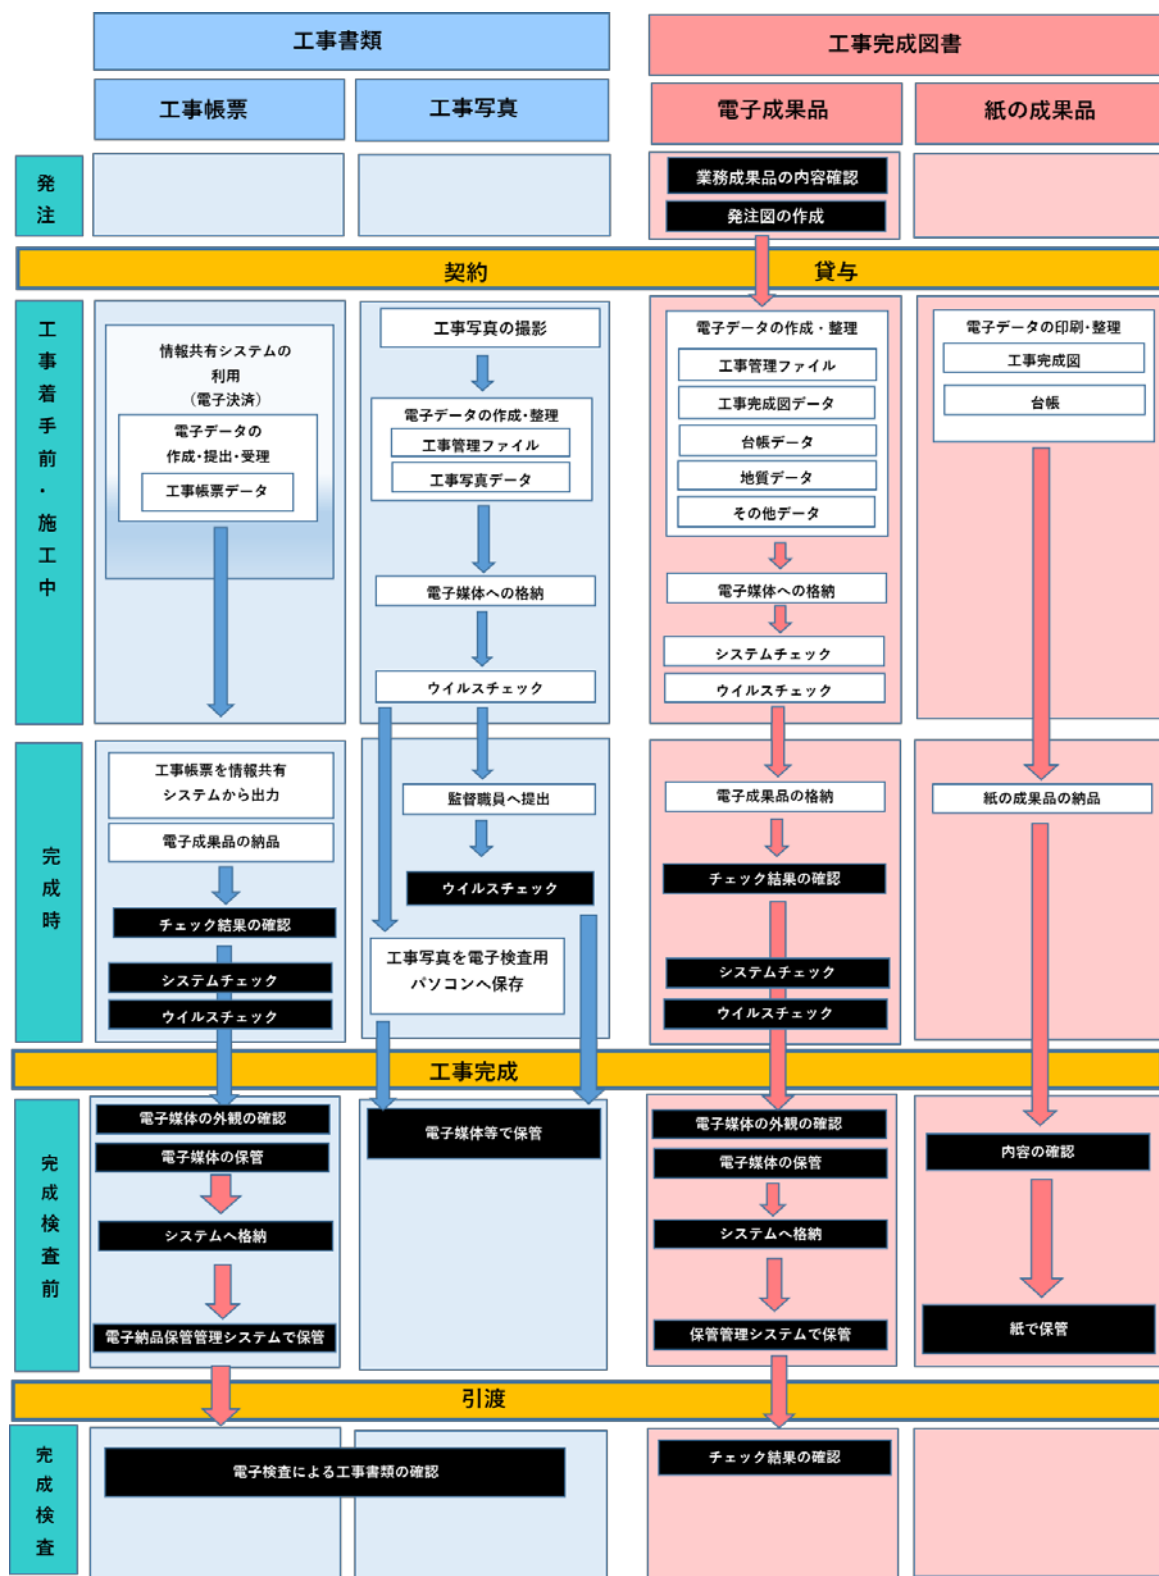 工事書類
工事完成図書
工事帳票
工事写真
電子成果品
紙の成果品
発注
業務成果品の内容確認
発注図の作成
契約
貸与
工事着手前・施工中
情報共有システムの
利用
（電子決済）
電子データの
作成・提出・受理
工事帳票データ
工事写真の撮影
電子データの作成・整理
工事管理ファイル
工事写真データ
電子媒体への格納
ウイルスチェック
電子データの作成・整理
工事管理ファイル
工事完成図データ
台帳データ
地質データ
その他データ
電子媒体への格納
システムチェック
ウイルスチェック
電子データの印刷・整理
工事完成図
台帳
完成時
工事帳票を情報共有
システムから出力
電子成果品の納品
チェック結果の確認
システムチェック
ウイルスチェック
監督職員へ提出
ウイルスチェック
工事写真を電子検査用
パソコンへ保存
電子成果品の格納
チェック結果の確認
システムチェック
ウイルスチェック
紙の成果品の納品
工事完成
完成検査前
電子媒体の外観の確認
電子媒体の保管
システムへ格納
電子納品保管管理システムで保管
電子媒体等で保管
電子媒体の外観の確認
電子媒体の保管
システムへ格納
保管管理システムで保管
内容の確認
紙で保管
引渡
完成検査
電子検査による工事書類の確認
チェック結果の確認